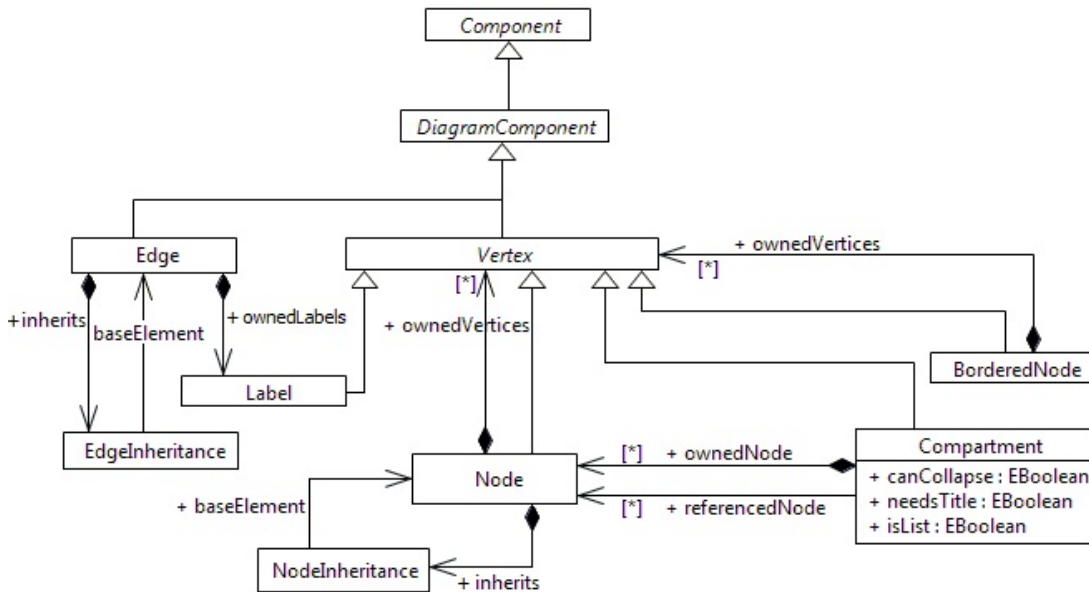 Component
DiagramComponent
Edge
Vertex
+ ownedVertices
[*]
[*]
+ inherits
baseElement
+ ownedLabels
+ ownedVertices
Label
BorderedNode
EdgeInheritance
Compartment
+ canCollapse : EBoolean
+ needsTitle : EBoolean
+ isList : EBoolean
Node
[*] + ownedNode
[*] + referencedNode
+ baseElement
NodeInheritance
+ inherits